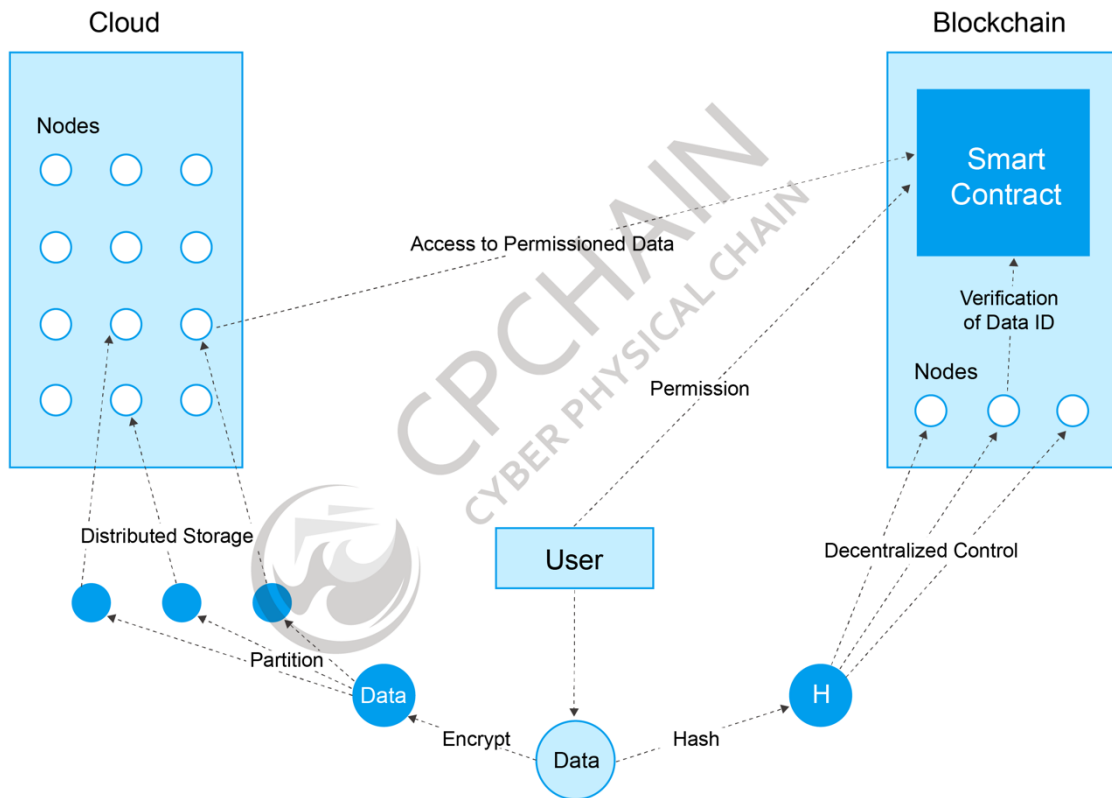 Cloud
Blockchain
Nodes
Smart
Contract
Access to Permissioned Data
CPCHAIN
CYBER PHYSICAL CHAIN
Verification
of Data ID
Permission
Nodes
Distributed Storage
User
Decentralized Control
Partition
Data
H
Encrypt
Data
Hash